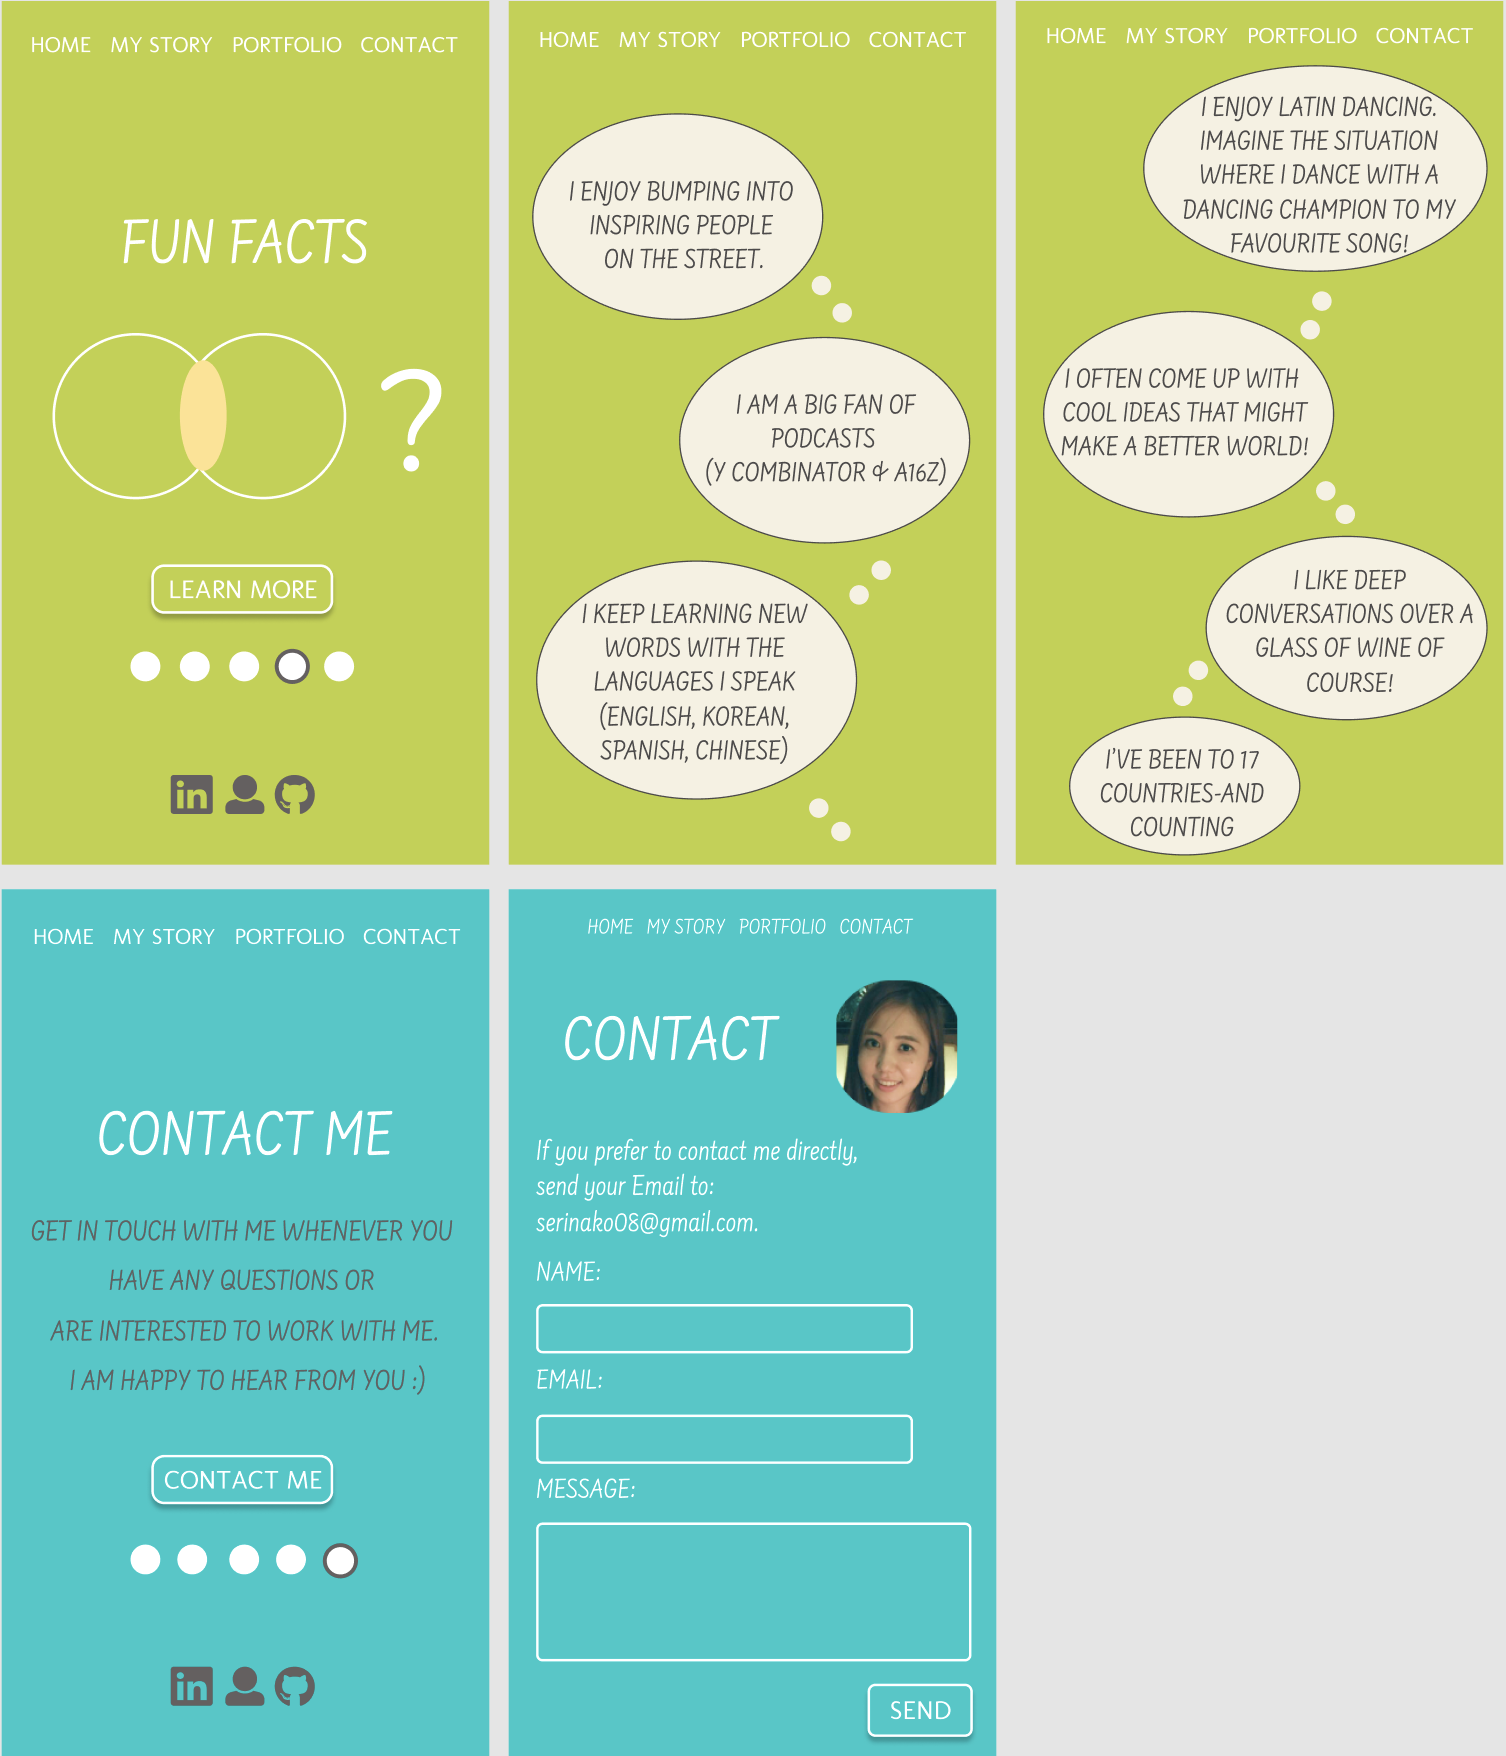 HOME MY STORY PORTFOLIO CONTACT
FUN FACTS
?
LEARN MORE
in
HOME MY STORY PORTFOLIO CONTACT
I ENJOY BUMPING INTO
INSPIRING PEOPLE
ON THE STREET.
I AM A BIG FAN OF
PODCASTS
(Y COMBINATOR & A16Z)
I KEEP LEARNING NEW
WORDS WITH THE
LANGUAGES I SPEAK
(ENGLISH, KOREAN,
SPANISH, CHINESE)
HOME MY STORY PORTFOLIO CONTACT
I ENJOY LATIN DANCING.
IMAGINE THE SITUATION
WHERE I DANCE WITH A
DANCING CHAMPION TO MY
FAVOURITE SONG!
I OFTEN COME UP WITH
COOL IDEAS THAT MIGHT
MAKE A BETTER WORLD!
I LIKE DEEP
CONVERSATIONS OVER A
GLASS OF WINE OF
COURSE!
I'VE BEEN TO 17
COUNTRIES-AND
COUNTING
HOME MY STORY PORTFOLIO CONTACT
CONTACT ME
GET IN TOUCH WITH ME WHENEVER YOU
HAVE ANY QUESTIONS OR
ARE INTERESTED TO WORK WITH ME.
I AM HAPPY TO HEAR FROM YOU :)
CONTACT ME
in
HOME MY STORY PORTFOLIO CONTACT
CONTACT
If you prefer to contact me directly,
send your Email to:
serinako08@gmail.com.
NAME:
EMAIL:
MESSAGE:
SEND